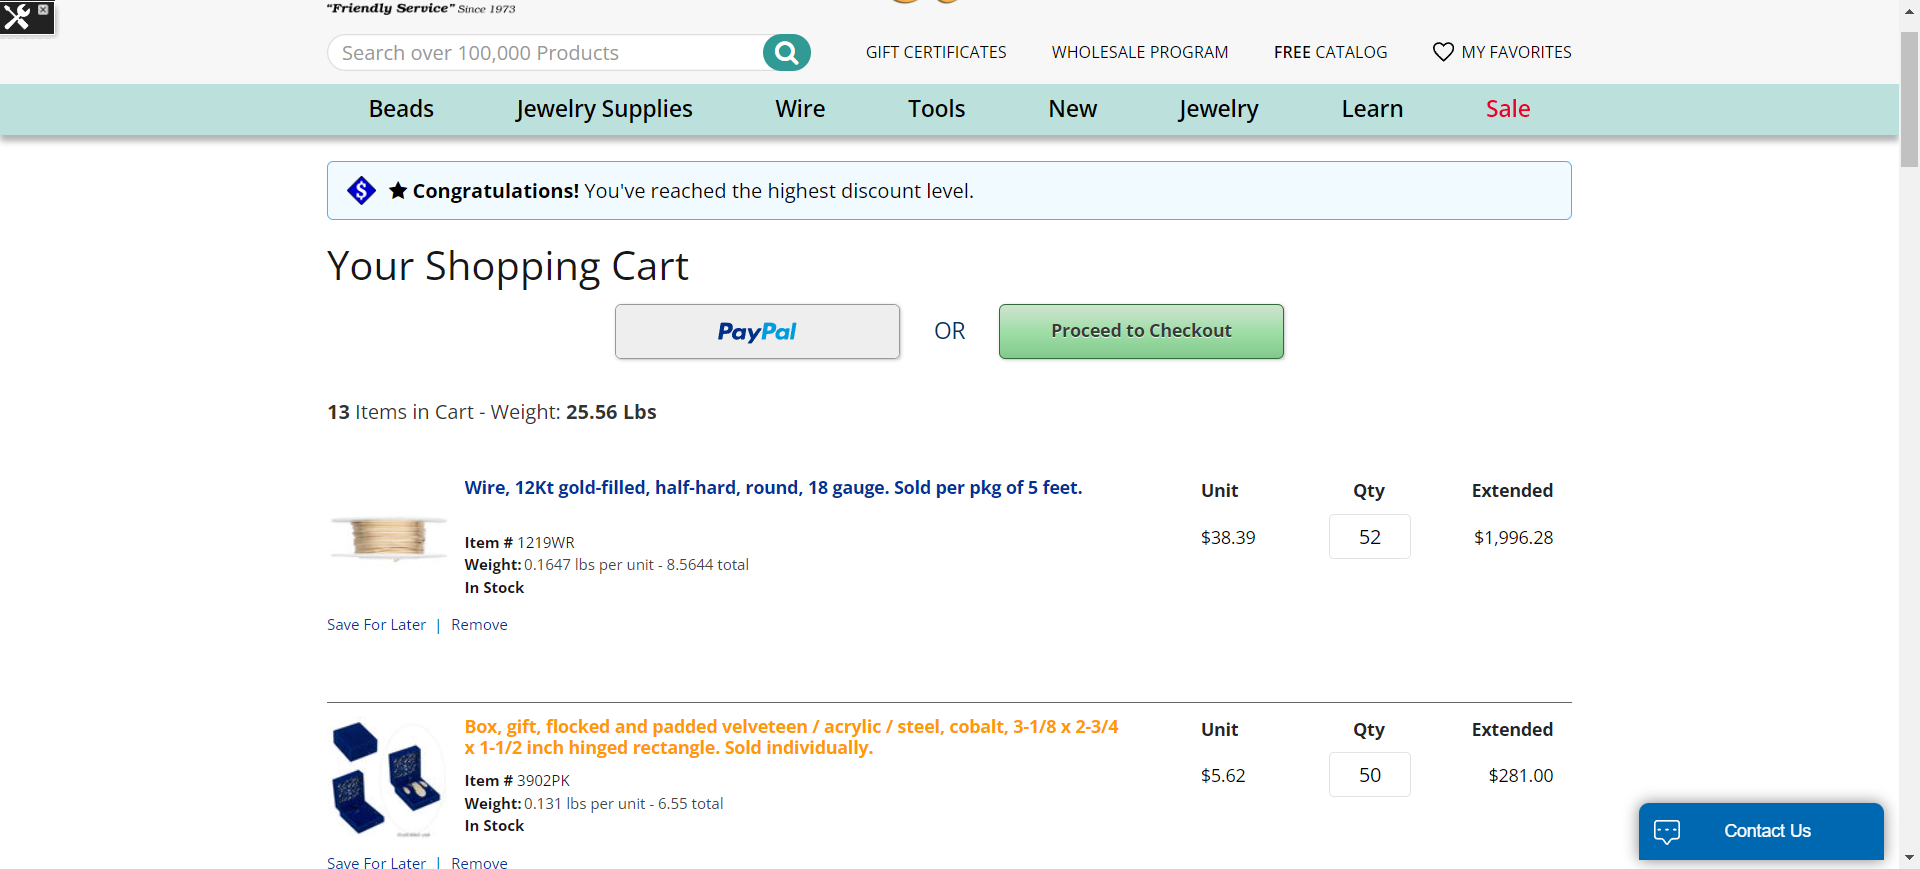 “Friendly Service” Since 1973
Search over 100,000 Products
GIFT CERTIFICATES
WHOLESALE PROGRAM
FREE CATALOG
MY FAVORITES
Beads
Jewelry Supplies
Wire
Tools
New
Jewelry
Learn
Sale
$ ★ Congratulations! You've reached the highest discount level.
Your Shopping Cart
PayPal
OR
Proceed to Checkout
13 Items in Cart - Weight: 25.56 Lbs
Wire, 12Kt gold-filled, half-hard, round, 18 gauge. Sold per pkg of 5 feet.
Unit
Qty
Extended
$38.39
52
$1,996.28
Item # 1219WR
Weight: 0.1647 lbs per unit - 8.5644 total
In Stock
Save For Later | Remove
Box, gift, flocked and padded velveteen / acrylic / steel, cobalt, 3-1/8 x 2-3/4
x 1-1/2 inch hinged rectangle. Sold individually.
Unit
Qty
Extended
$5.62
50
$281.00
Item # 3902PK
Weight: 0.131 lbs per unit - 6.55 total
In Stock
Save For Later | Remove
Contact Us